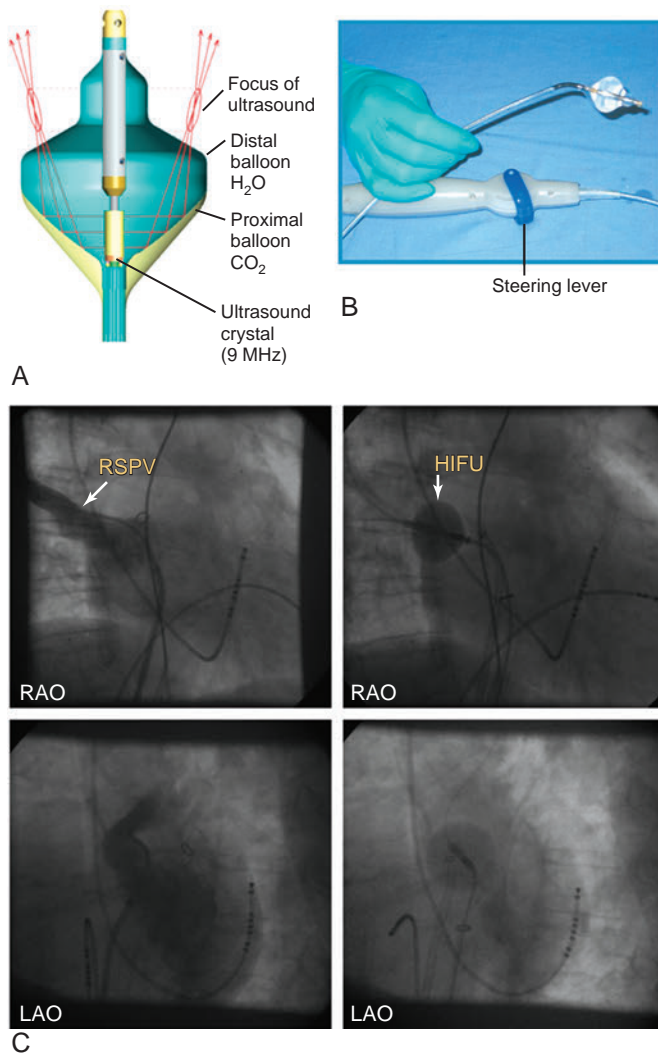 Focus of
ultrasound
Distal
balloon
H₂O
Proximal
balloon
CO₂
Ultrasound
crystal
(9 MHz)
A
Steering lever
B
RSPV
RAO
HIFU
RAO
LAO
LAO
C